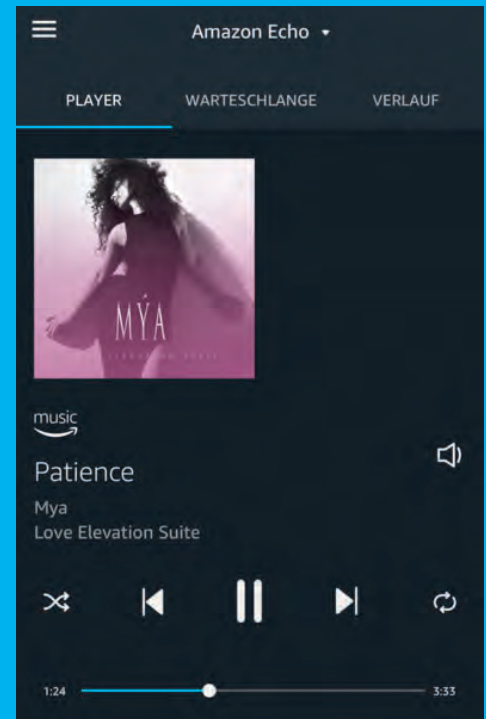 Amazon Echo
PLAYER
WARTESCHLANGE
VERLAUF
MÝA
music
Patience
Mya
Love Elevation Suite
1:24
3:33